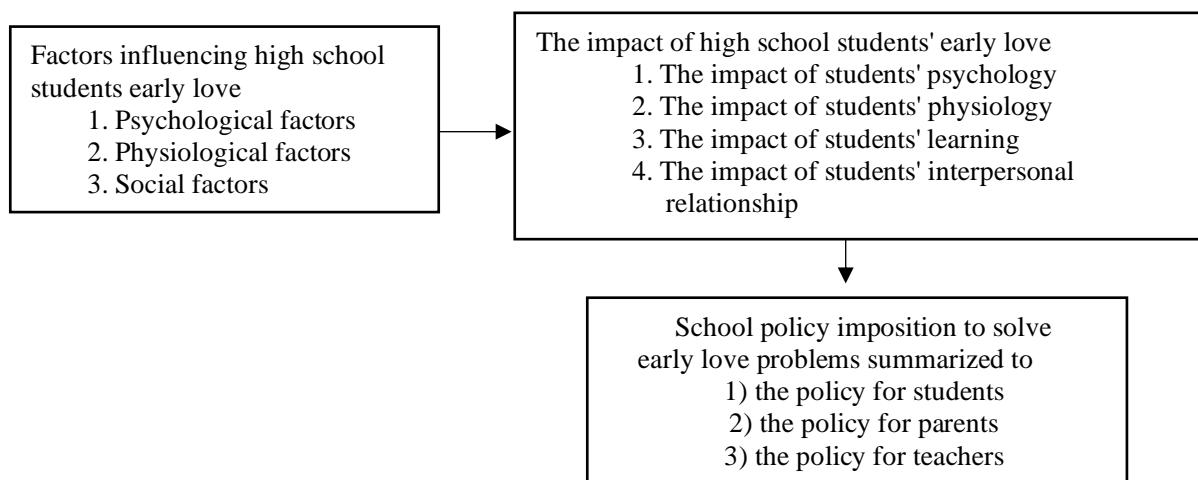 Factors influencing high school
students early love
1. Psychological factors
2. Physiological factors
3. Social factors
The impact of high school students' early love
1. The impact of students' psychology
2. The impact of students' physiology
3. The impact of students' learning
4. The impact of students' interpersonal
relationship
School policy imposition to solve
early love problems summarized to
1) the policy for students
2) the policy for parents
3) the policy for teachers